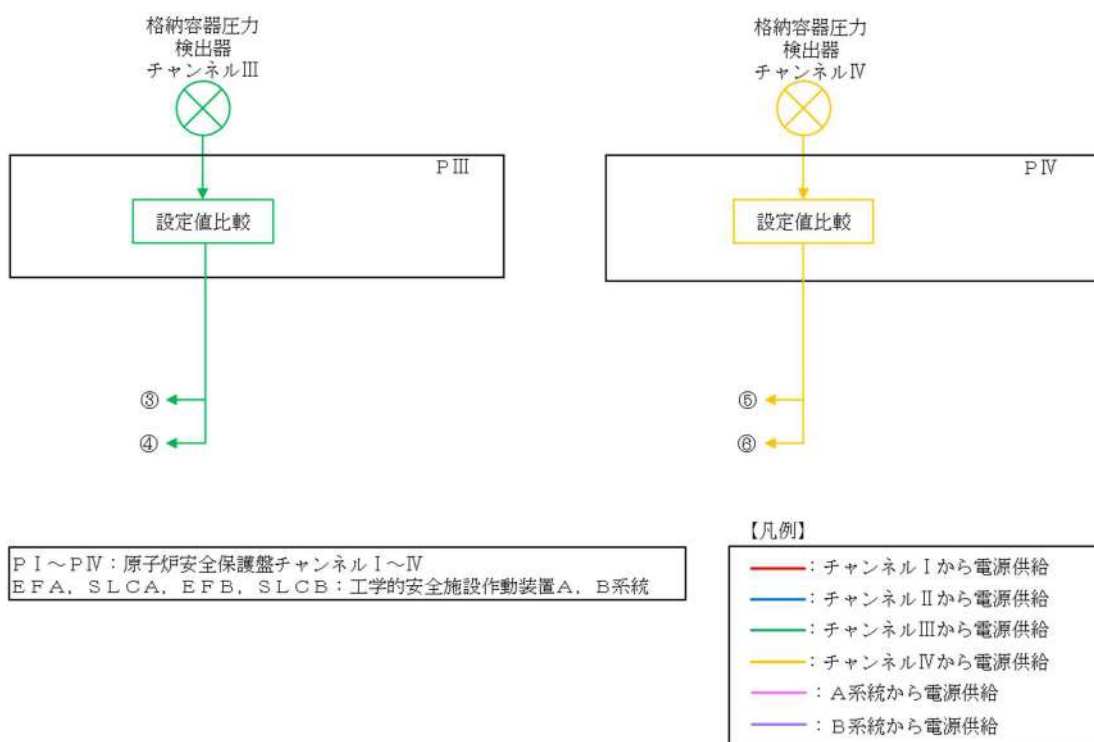 格納容器圧力
検出器
チャンネルⅢ
PⅢ
設定値比較
③
④
格納容器圧力
検出器
チャンネルⅣ
PⅣ
設定値比較
⑤
⑥
PⅠ～PⅣ：原子炉安全保護盤チャンネルⅠ～Ⅳ
EFA，SLCA，EFB，SLCB：工学的安全施設作動装置A，B系統
【凡例】
：チャンネルⅠから電源供給
：チャンネルⅡから電源供給
：チャンネルⅢから電源供給
：チャンネルⅣから電源供給
：A系統から電源供給
：B系統から電源供給